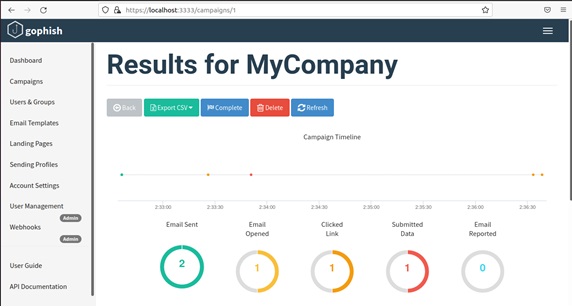 https://localhost:3333/campaigns/1
gophish
Dashboard
Campaigns
Users & Groups
Email Templates
Landing Pages
Sending Profiles
Account Settings
User Management
Admin
Webhooks
Admin
User Guide
API Documentation
Results for MyCompany
Back
Export CSV
Complete
Delete
Refresh
Campaign Timeline
2:33:00
2:33:30
2:34:00
2:34:30
2:35:00
2:35:30
2:36:00
2:36:30
Email Sent
2
Email
Opened
1
Clicked
Link
1
Submitted
Data
1
Email
Reported
0